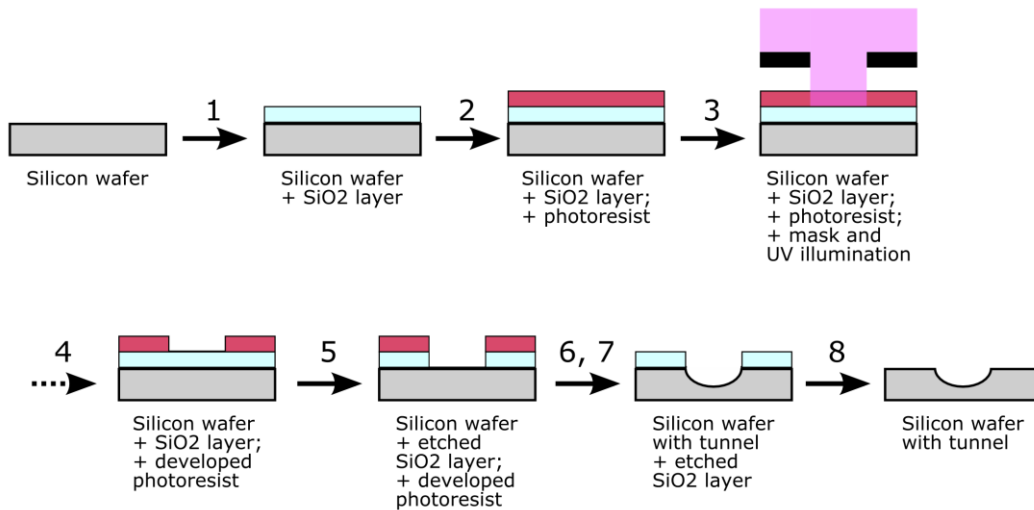 1
2
3
Silicon wafer
Silicon wafer
+ SiO2 layer
Silicon wafer
+ SiO2 layer;
+ photoresist
Silicon wafer
+ SiO2 layer;
+ photoresist;
+ mask and
UV illumination
4
5
6, 7
8
Silicon wafer
+ SiO2 layer;
+ developed
photoresist
Silicon wafer
+ etched
SiO2 layer;
+ developed
photoresist
Silicon wafer
with tunnel
+ etched
SiO2 layer
Silicon wafer
with tunnel